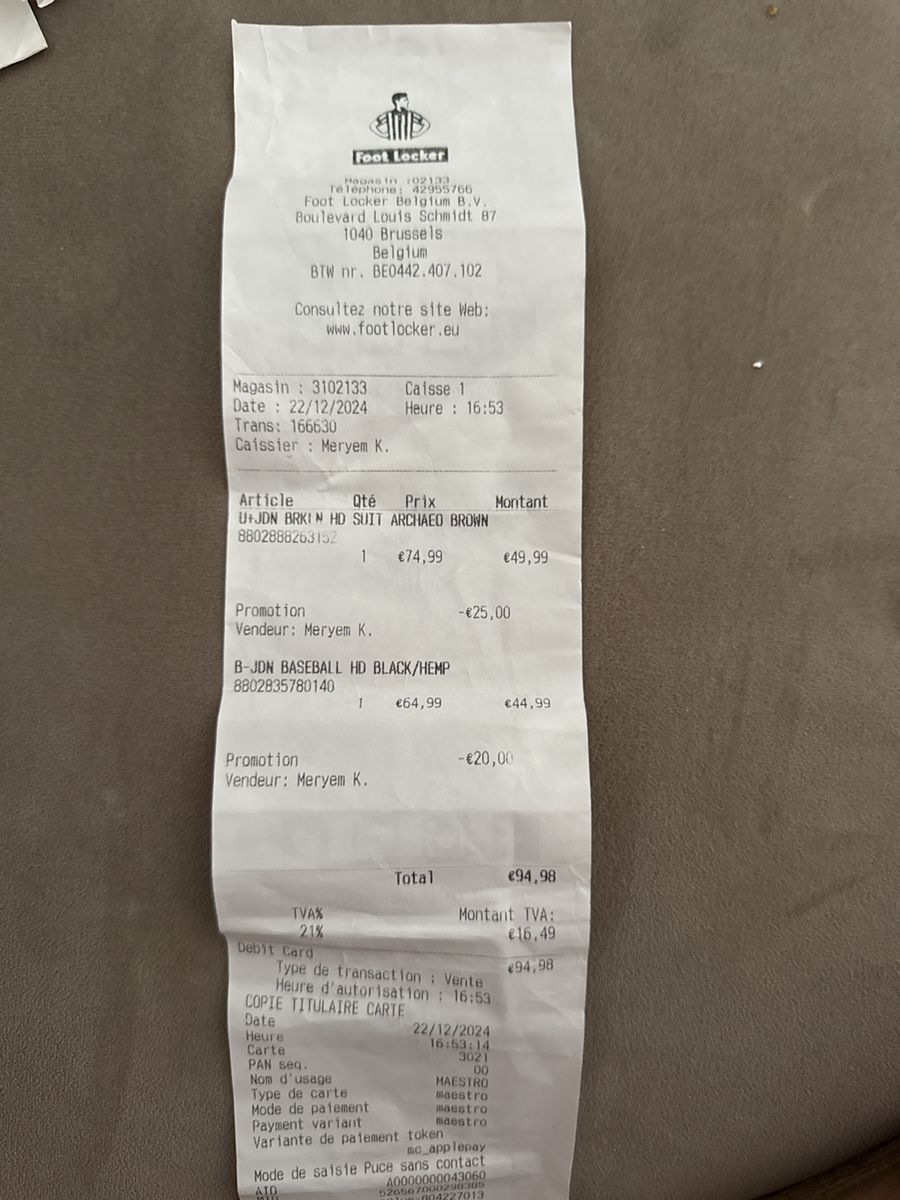 Foot Locker
Magasin :02133
Téléphone: 42955766
Foot Locker Belgium B.V.
Boulevard Louis Schmidt 87
1040 Brussels
Belgium
BTW nr. BE0442.407.102
Consultez notre site Web:
www.footlocker.eu
Magasin : 3102133 Caisse 1
Date : 22/12/2024 Heure : 16:53
Trans: 166630
Caissier : Meryem K.
Article Qté Prix Montant
U+JDN BRKLN HD SUIT ARCHAEO BROWN
8802888263152
1 €74,99 €49,99
Promotion -€25,00
Vendeur: Meryem K.
B-JDN BASEBALL HD BLACK/HEMP
8802835780140
1 €64,99 €44,99
Promotion -€20,00
Vendeur: Meryem K.
Total €94,98
TVA% Montant TVA:
21% €16,49
Debit Card €94,98
Type de transaction : Vente
Heure d'autorisation : 16:53
COPIE TITULAIRE CARTE
Date 22/12/2024
Heure 16:53:14
Carte 3021
PAN seq. 00
Nom d'usage MAESTRO
Type de carte maestro
Mode de paiement maestro
Payment variant maestro
Variante de paiement token
mc_applepay
Mode de saisie Puce sans contact
AID A0000000043060